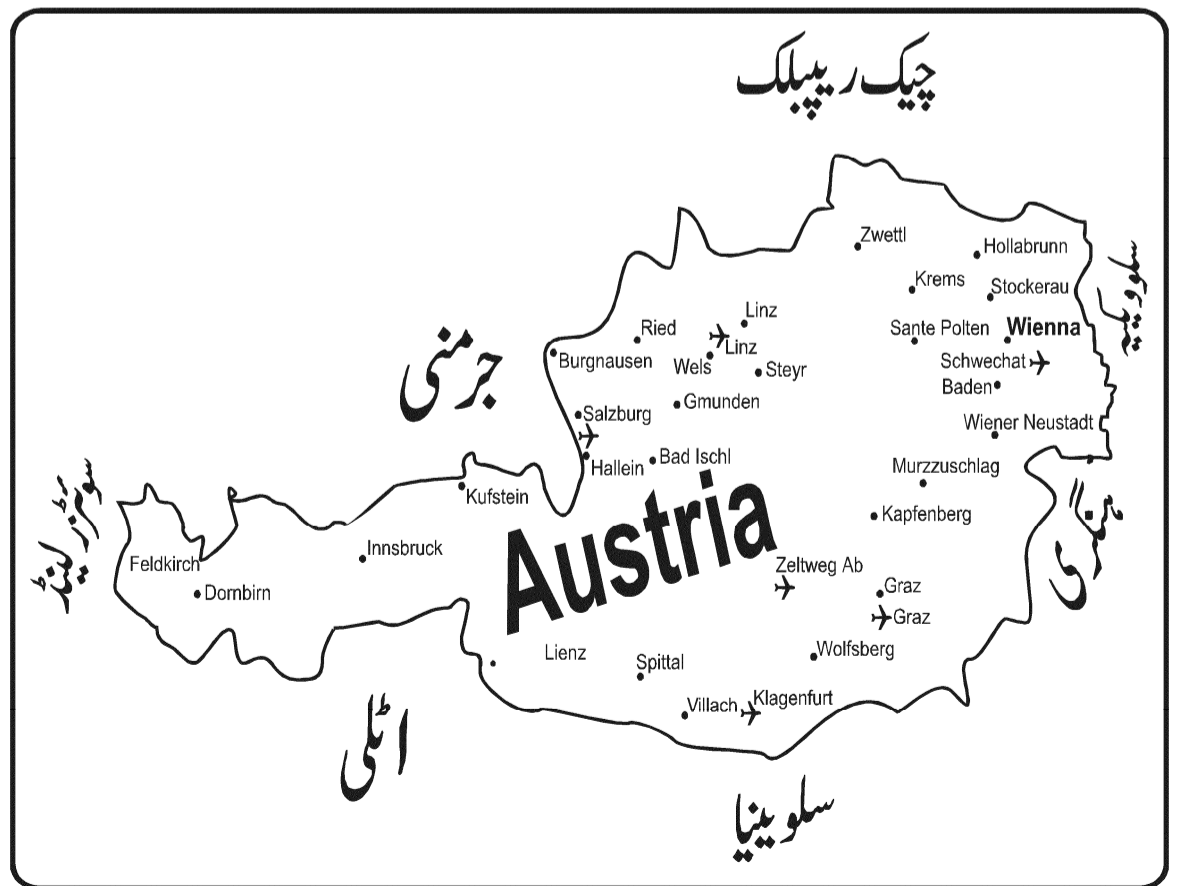 چیک ریپبلک
Zwettl
Hollabrunn
سلوویکیہ
Krems
Stockerau
Linz
Ried
Linz
Sante Polten
Wienna
جرمنی
Burgnausen
Wels
Steyr
Schwechat
Baden
Gmunden
Salzburg
Wiener Neustadt
Hallein
Bad Ischl
Murzzuschlag
سوئٹزرلینڈ
Kufstein
Kapfenberg
ہنگری
Austria
Innsbruck
Feldkirch
Dornbirn
Zeltweg Ab
Graz
Graz
Lienz
Spittal
Wolfsberg
Villach
Klagenfurt
اٹلی
سلووینیا